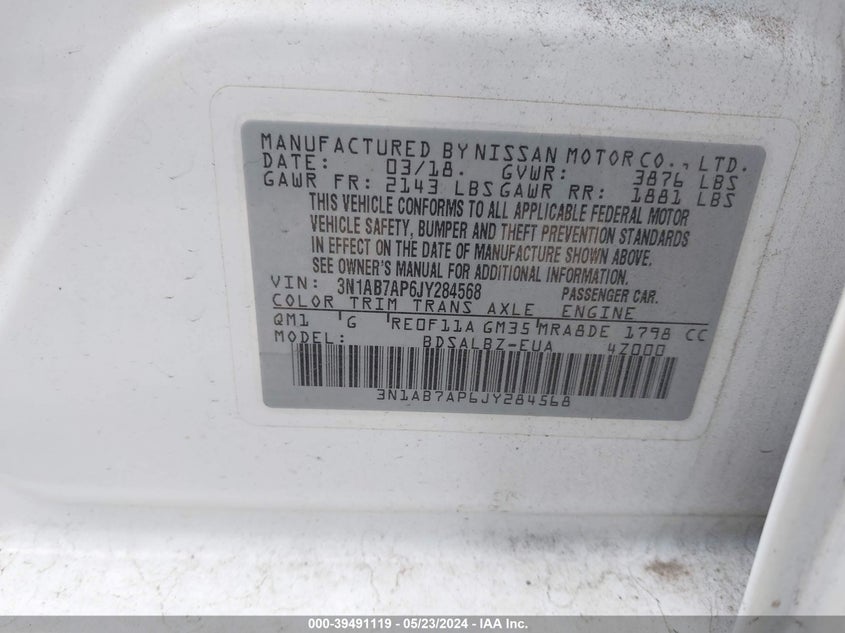 MANUFACTURED BY NISSAN MOTOR CO., LTD.
DATE: 03/18. GVWR: 3876 LBS
GAWR FR: 2143 LBS GAWR RR: 1881 LBS
THIS VEHICLE CONFORMS TO ALL APPLICABLE FEDERAL MOTOR
VEHICLE SAFETY, BUMPER AND THEFT PREVENTION STANDARDS
IN EFFECT ON THE DATE OF MANUFACTURE SHOWN ABOVE.
SEE OWNER'S MANUAL FOR ADDITIONAL INFORMATION.
VIN: 3N1AB7AP6JY284568 PASSENGER CAR.
COLOR TRIM TRANS AXLE ENGINE
QM1 G RE0F11A GM35 MRA8DE 1798 CC
MODEL: BDSALBZ-EUA 4Z000
3N1AB7AP6JY284568
000-39491119 / 05/23/2024 - IAA Inc.